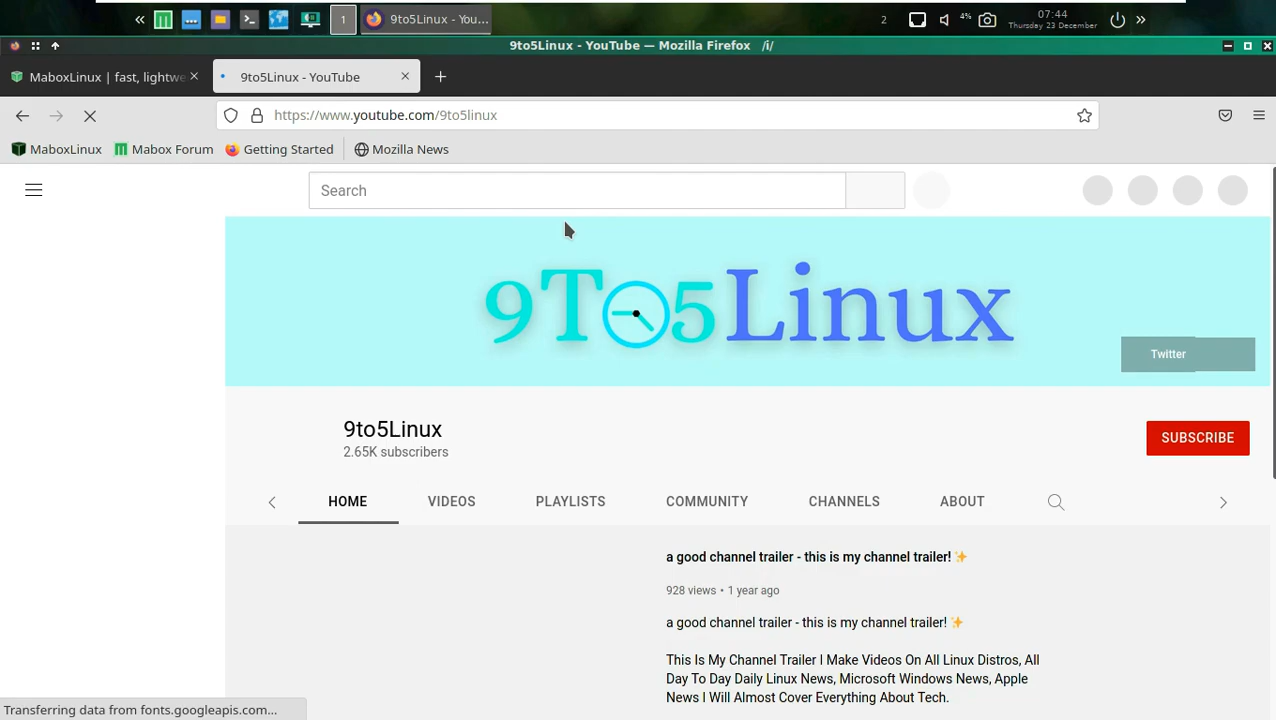 «
1
9to5Linux - You...
2
4%
07:44
Thursday 23 December
»
9to5Linux - YouTube — Mozilla Firefox /i/
MaboxLinux | fast, lightwe
9to5Linux - YouTube
https://www.youtube.com/9to5linux
MaboxLinux
Mabox Forum
Getting Started
Mozilla News
Search
9To5Linux
Twitter
9to5Linux
2.65K subscribers
SUBSCRIBE
HOME
VIDEOS
PLAYLISTS
COMMUNITY
CHANNELS
ABOUT
a good channel trailer - this is my channel trailer! ✨
928 views • 1 year ago
a good channel trailer - this is my channel trailer! ✨
This Is My Channel Trailer I Make Videos On All Linux Distros, All
Day To Day Daily Linux News, Microsoft Windows News, Apple
News I Will Almost Cover Everything About Tech.
Transferring data from fonts.googleapis.com...